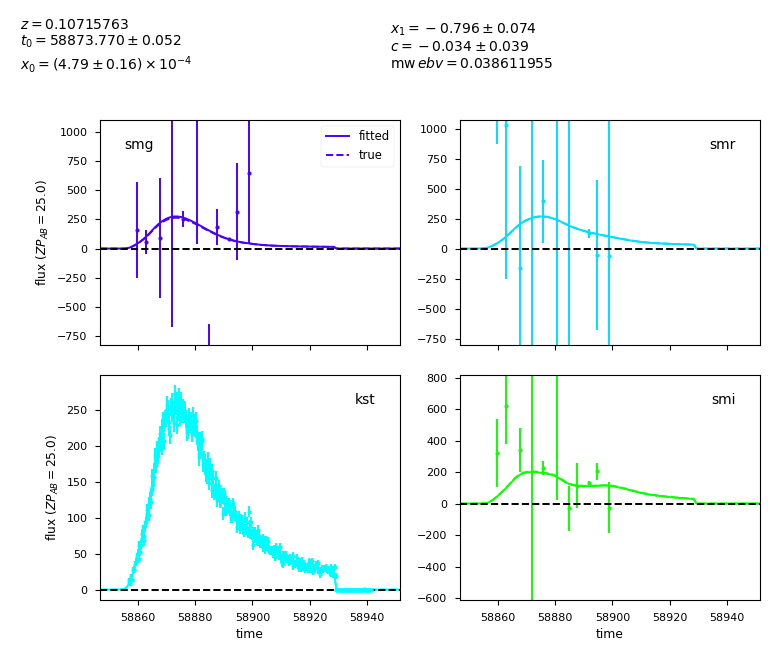 z = 0.10715763
t₀ = 58873.770 ± 0.052
x₀ = (4.79 ± 0.16) × 10⁻⁴
x₁ = −0.796 ± 0.074
c = −0.034 ± 0.039
mw ebv = 0.038611955
smg
fitted
true
1000
750
500
250
0
−250
−500
−750
flux (ZP_AB = 25.0)
smr
1000
750
500
250
0
−250
−500
−750
kst
250
200
150
100
50
0
flux (ZP_AB = 25.0)
58860 58880 58900 58920 58940
time
smi
800
600
400
200
0
−200
−400
−600
58860 58880 58900 58920 58940
time